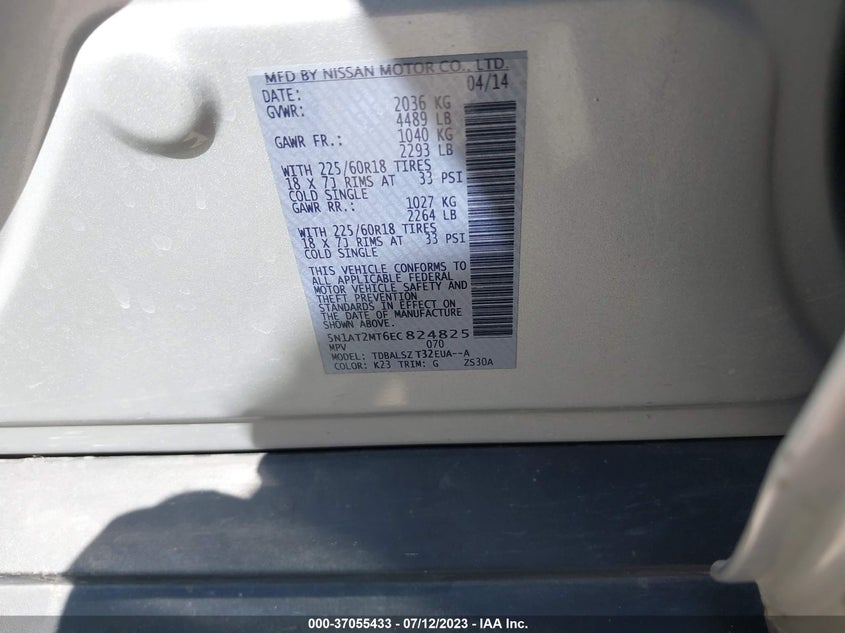 MFD BY NISSAN MOTOR CO., LTD.
DATE: 04/14
GVWR: 2036 KG
4489 LB
GAWR FR.: 1040 KG
2293 LB
WITH 225/60R18 TIRES
18 X 7J RIMS AT 33 PSI
COLD SINGLE
GAWR RR.: 1027 KG
2264 LB
WITH 225/60R18 TIRES
18 X 7J RIMS AT 33 PSI
COLD SINGLE
THIS VEHICLE CONFORMS TO
ALL APPLICABLE FEDERAL
MOTOR VEHICLE SAFETY AND
THEFT PREVENTION
STANDARDS IN EFFECT ON
THE DATE OF MANUFACTURE
SHOWN ABOVE.
5N1AT2MT6EC824825
MPV 070
MODEL: TDBALSZ T32EUA--A
COLOR: K23 TRIM: G ZS30A
000-37055433 - 07/12/2023 - IAA Inc.